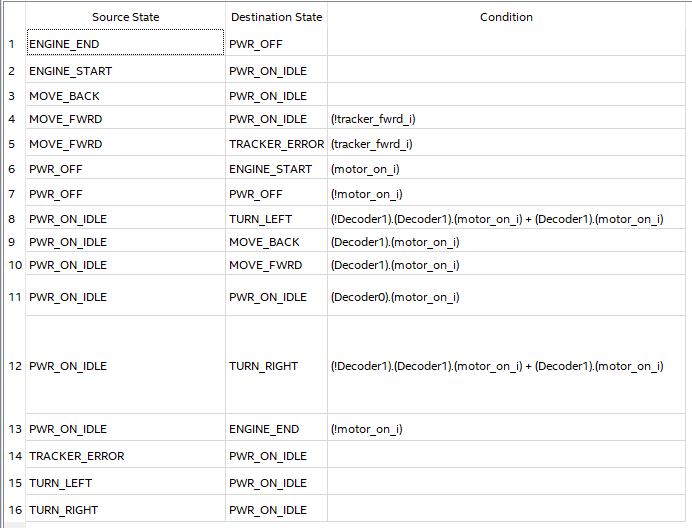 Source State Destination State Condition
1 ENGINE_END PWR_OFF
2 ENGINE_START PWR_ON_IDLE
3 MOVE_BACK PWR_ON_IDLE
4 MOVE_FWRD PWR_ON_IDLE (!tracker_fwrd_i)
5 MOVE_FWRD TRACKER_ERROR (tracker_fwrd_i)
6 PWR_OFF ENGINE_START (motor_on_i)
7 PWR_OFF PWR_OFF (!motor_on_i)
8 PWR_ON_IDLE TURN_LEFT (!Decoder1).(Decoder1).(motor_on_i) + (Decoder1).(motor_on_i)
9 PWR_ON_IDLE MOVE_BACK (Decoder1).(motor_on_i)
10 PWR_ON_IDLE MOVE_FWRD (Decoder1).(motor_on_i)
11 PWR_ON_IDLE PWR_ON_IDLE (Decoder0).(motor_on_i)
12 PWR_ON_IDLE TURN_RIGHT (!Decoder1).(Decoder1).(motor_on_i) + (Decoder1).(motor_on_i)
13 PWR_ON_IDLE ENGINE_END (!motor_on_i)
14 TRACKER_ERROR PWR_ON_IDLE
15 TURN_LEFT PWR_ON_IDLE
16 TURN_RIGHT PWR_ON_IDLE